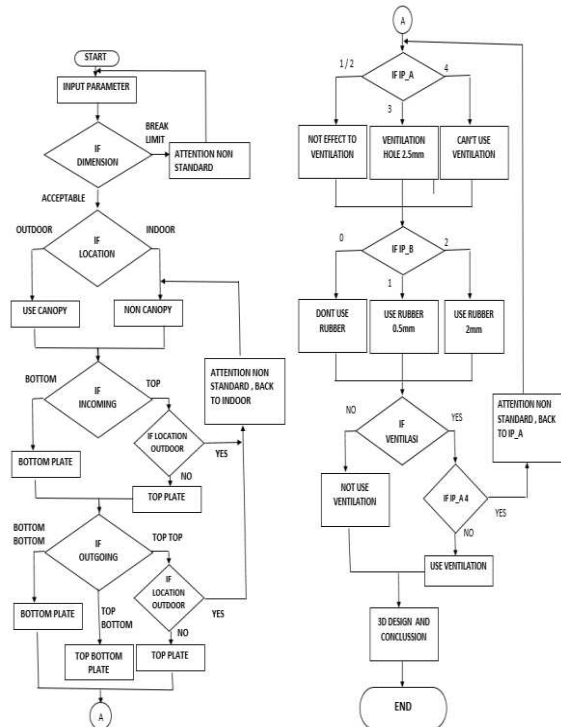 START
INPUT PARAMETER
IF
DIMENSION
BREAK
LIMIT
ATTENTION NON
STANDARD
ACCEPTABLE
OUTDOOR
INDOOR
IF
LOCATION
USE CANOPY
NON CANOPY
BOTTOM
TOP
IF
INCOMING
ATTENTION NON
STANDARD , BACK
TO INDOOR
IF LOCATION
OUTDOOR
YES
NO
BOTTOM PLATE
TOP PLATE
BOTTOM
BOTTOM
TOP TOP
IF
OUTGOING
IF
LOCATION
OUTDOOR
YES
NO
BOTTOM PLATE
TOP
BOTTOM
TOP BOTTOM
PLATE
TOP PLATE
A
A
1 / 2
4
IF IP_A
3
NOT EFFECT TO
VENTILATION
VENTILATION
HOLE 2.5mm
CAN'T USE
VENTILATION
0
2
IF IP_B
1
DONT USE
RUBBER
USE RUBBER
0.5mm
USE RUBBER
2mm
NO
YES
IF
VENTILASI
ATTENTION NON
STANDARD , BACK
TO IP_A
NOT USE
VENTILATION
IF IP_A 4
YES
NO
USE VENTILATION
3D DESIGN AND
CONCLUSSION
END